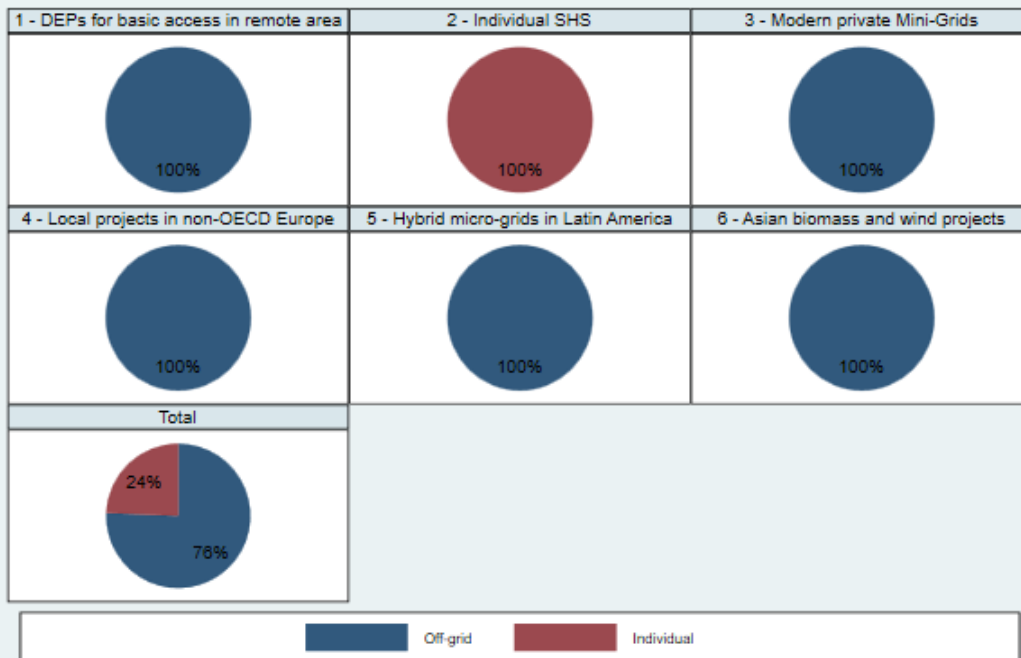 1 - DEPs for basic access in remote area
2 - Individual SHS
3 - Modern private Mini-Grids
100%
100%
100%
4 - Local projects in non-OECD Europe
5 - Hybrid micro-grids in Latin America
6 - Asian biomass and wind projects
100%
100%
100%
Total
24%
76%
Off-grid
Individual